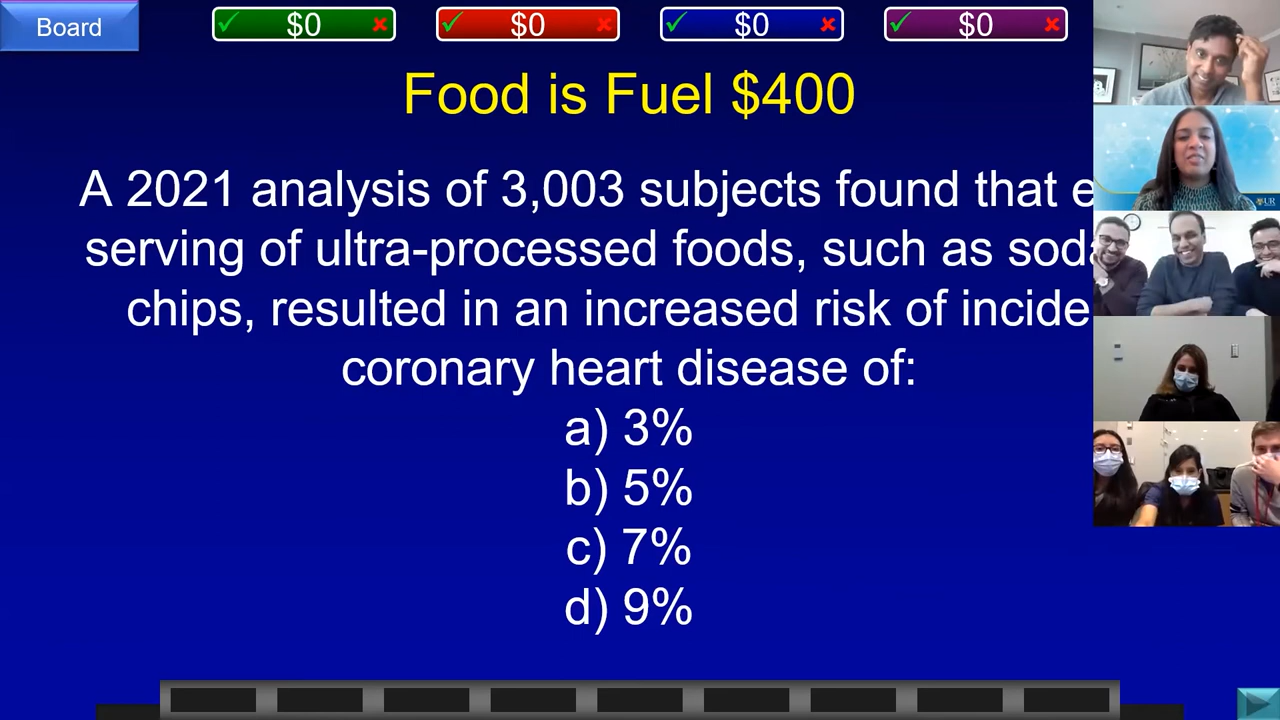 Board
$0
$0
$0
$0
Food is Fuel $400
A 2021 analysis of 3,003 subjects found that e
serving of ultra-processed foods, such as soda
chips, resulted in an increased risk of incide
coronary heart disease of:
a) 3%
b) 5%
c) 7%
d) 9%